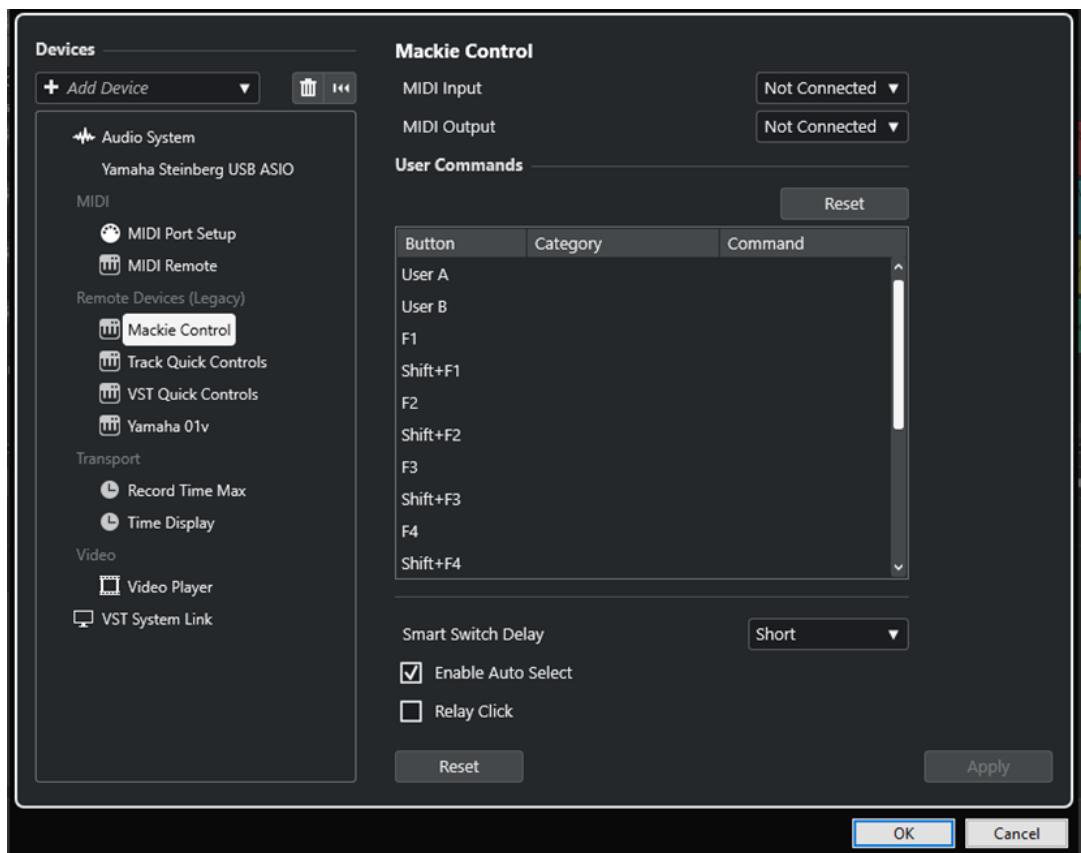 Devices
Add Device
Audio System
Yamaha Steinberg USB ASIO
MIDI
MIDI Port Setup
MIDI Remote
Remote Devices (Legacy)
Mackie Control
Track Quick Controls
VST Quick Controls
Yamaha 01v
Transport
Record Time Max
Time Display
Video
Video Player
VST System Link
Mackie Control
MIDI Input Not Connected
MIDI Output Not Connected
User Commands
Reset
Button Category Command
User A
User B
F1
Shift+F1
F2
Shift+F2
F3
Shift+F3
F4
Shift+F4
Smart Switch Delay Short
Enable Auto Select
Relay Click
Reset Apply
OK Cancel